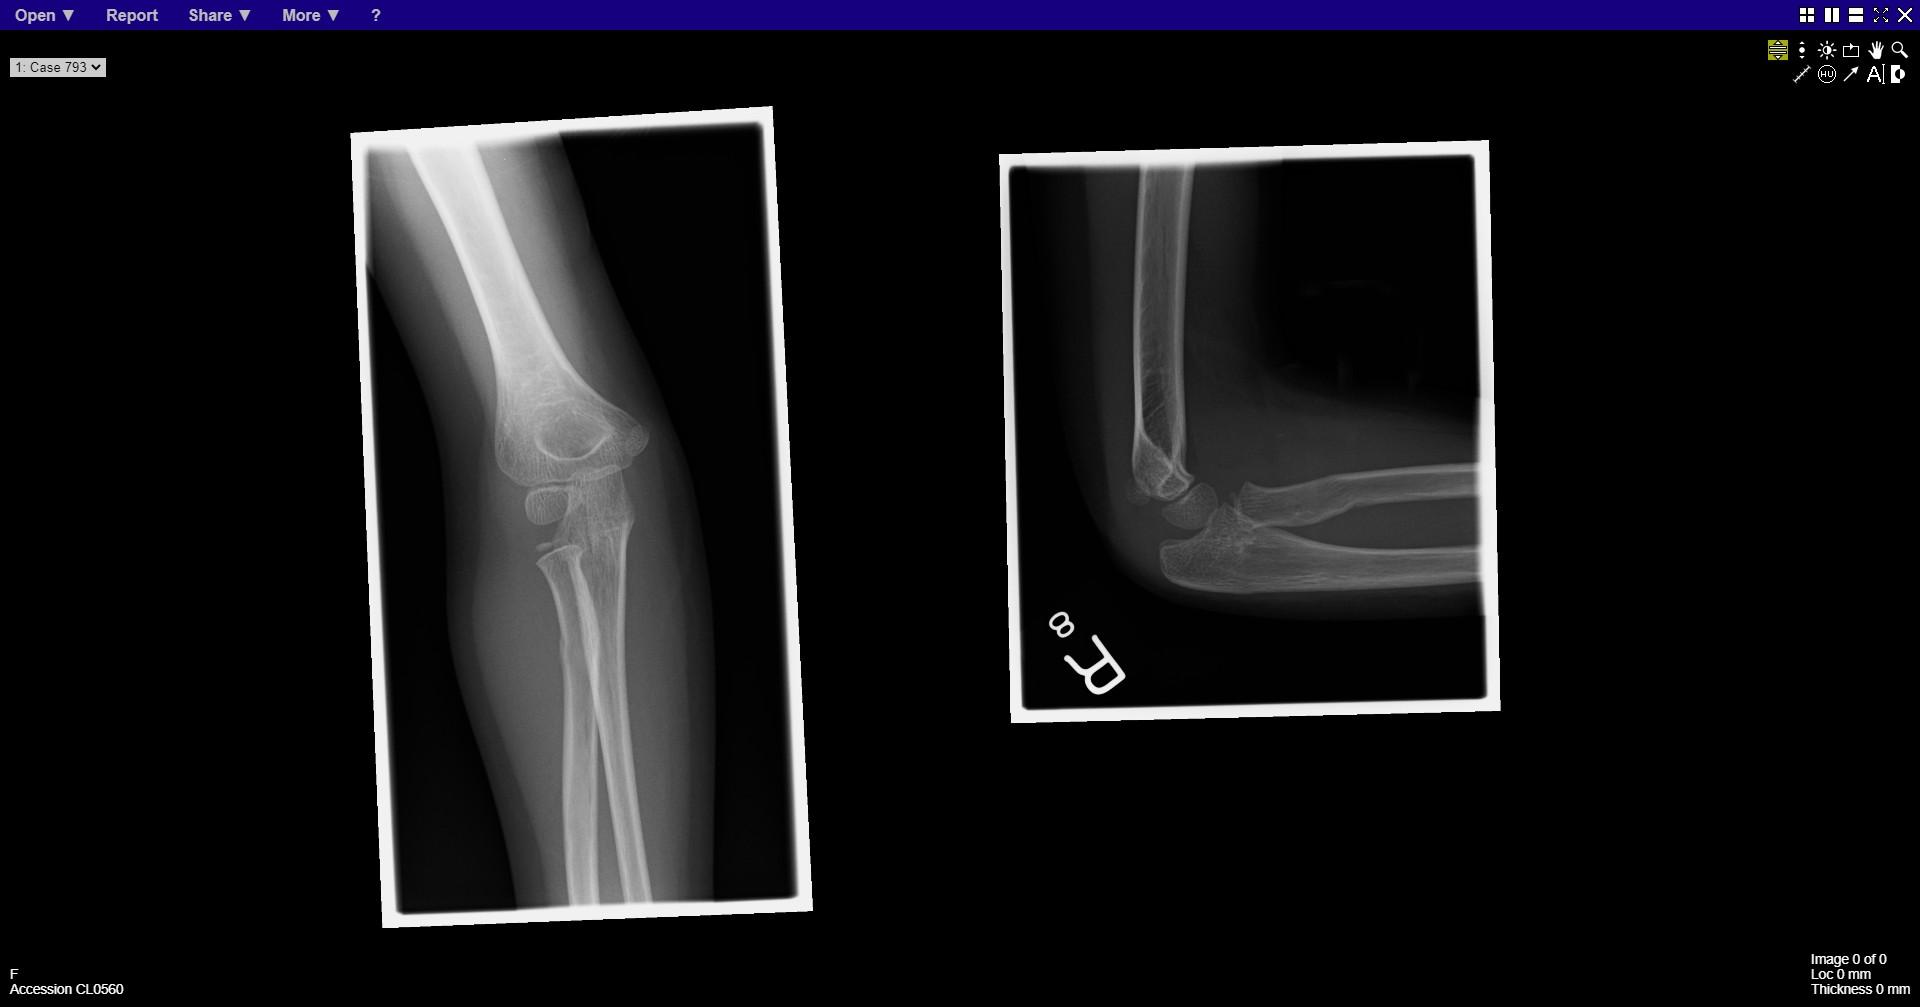 Open ▼ Report Share ▼ More ▼ ?
1: Case 793
HU A
8 R
F
Accession CL0560
Image 0 of 0
Loc 0 mm
Thickness 0 mm